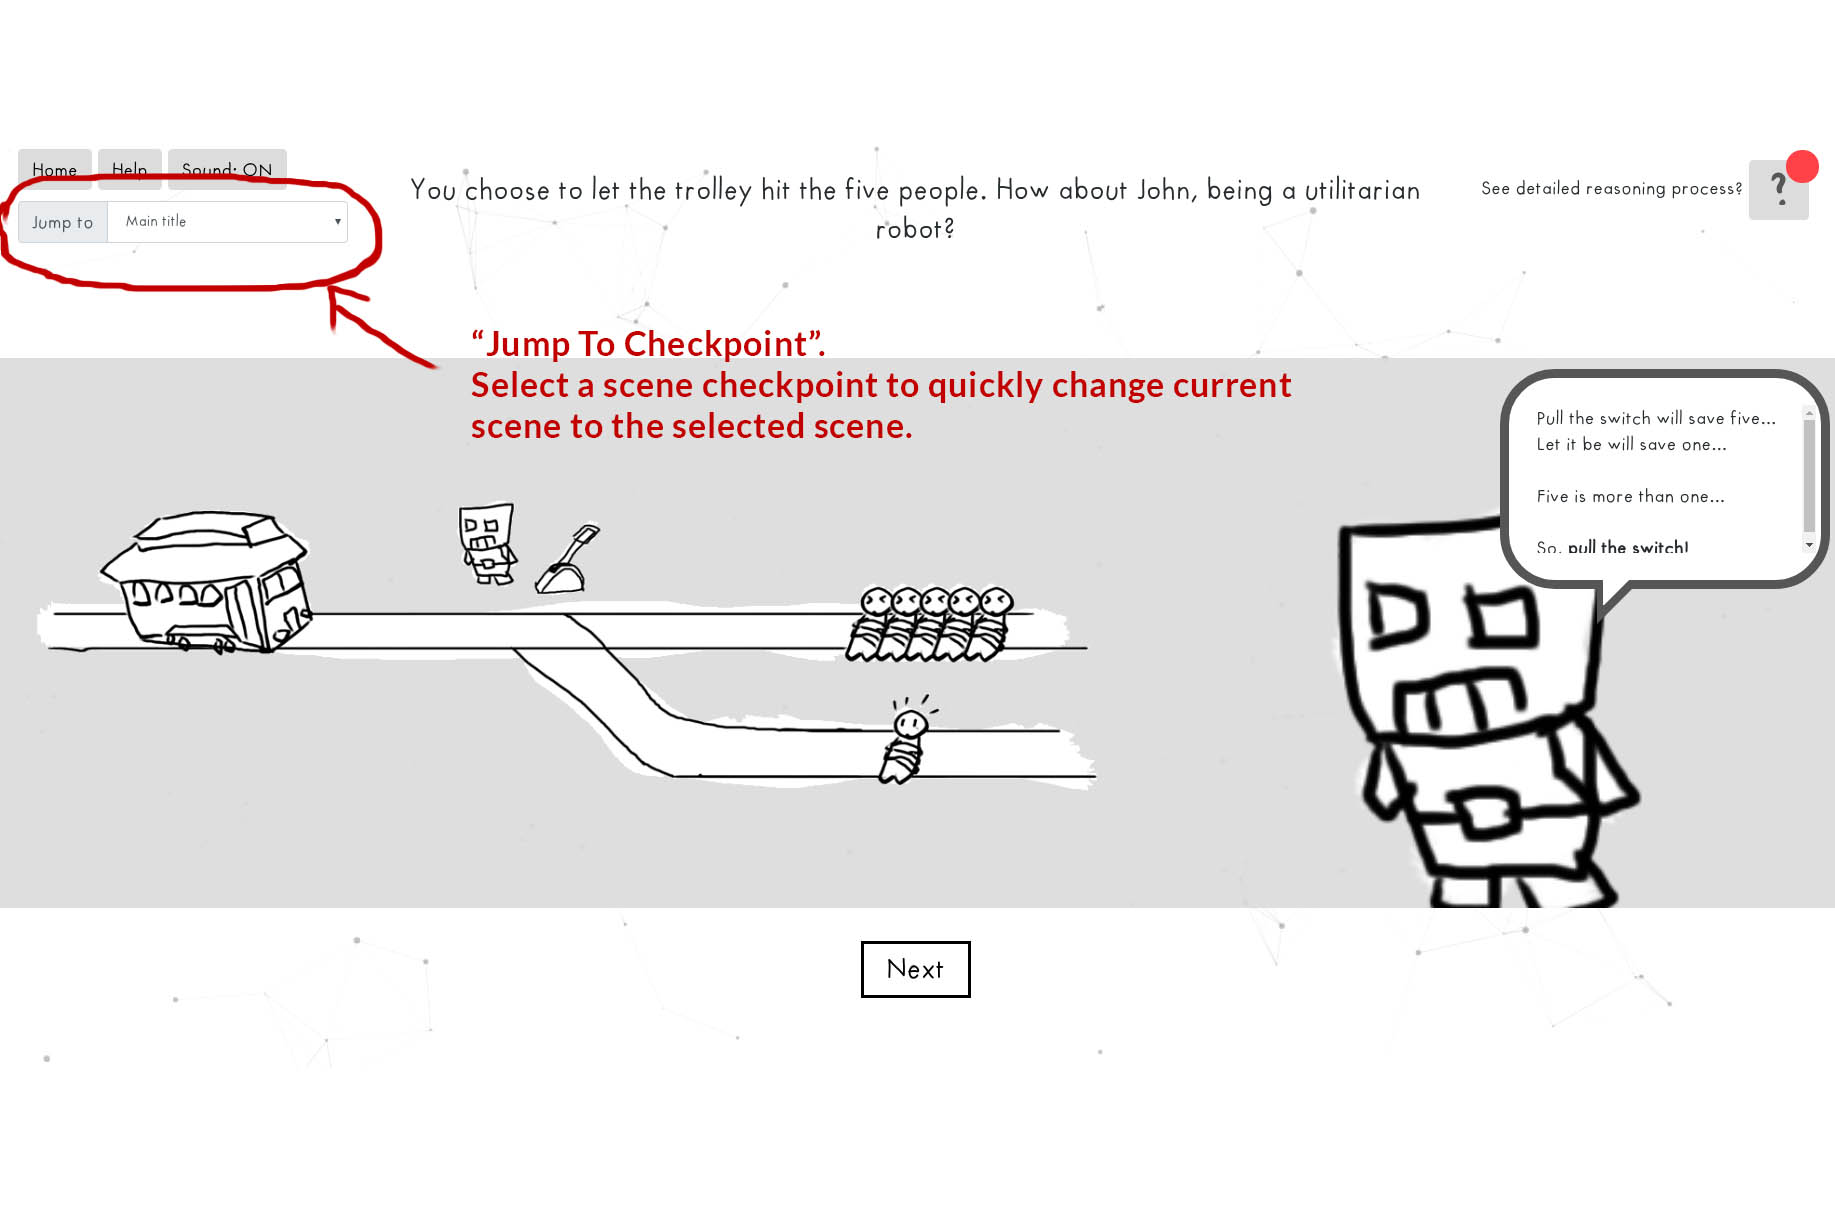 Home Help Sound: ON
Jump to Main title
You choose to let the trolley hit the five people. How about John, being a utilitarian
robot?
See detailed reasoning process? ?
“Jump To Checkpoint”.
Select a scene checkpoint to quickly change current
scene to the selected scene.
Pull the switch will save five...
Let it be will save one...
Five is more than one...
So, pull the switch!
Next